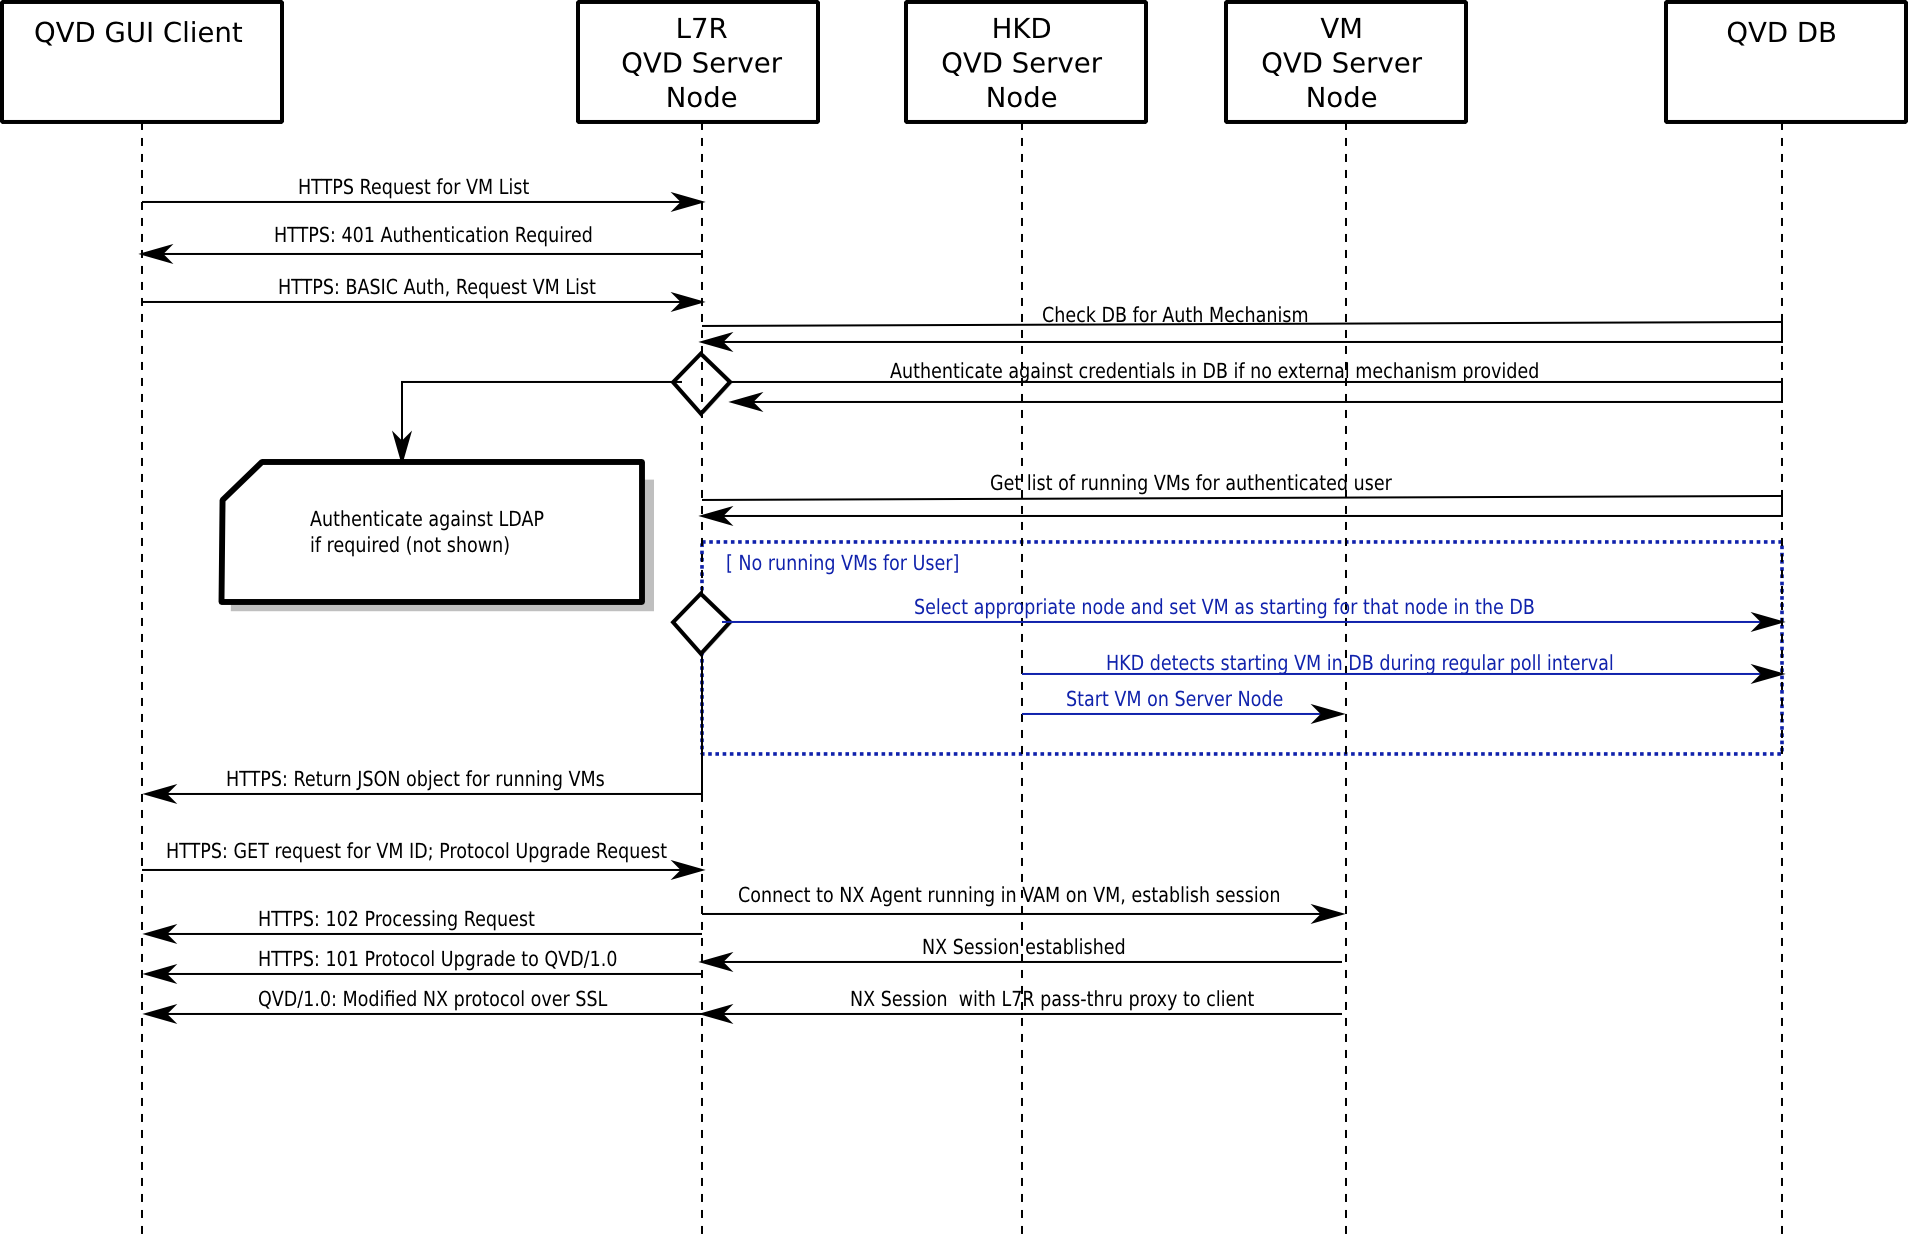 QVD GUI Client
L7R
QVD Server
Node
HKD
QVD Server
Node
VM
QVD Server
Node
QVD DB
HTTPS Request for VM List
HTTPS: 401 Authentication Required
HTTPS: BASIC Auth, Request VM List
Check DB for Auth Mechanism
Authenticate against credentials in DB if no external mechanism provided
Get list of running VMs for authenticated user
Authenticate against LDAP
if required (not shown)
[ No running VMs for User]
Select appropriate node and set VM as starting for that node in the DB
HKD detects starting VM in DB during regular poll interval
Start VM on Server Node
HTTPS: Return JSON object for running VMs
HTTPS: GET request for VM ID; Protocol Upgrade Request
Connect to NX Agent running in VAM on VM, establish session
HTTPS: 102 Processing Request
NX Session established
HTTPS: 101 Protocol Upgrade to QVD/1.0
QVD/1.0: Modified NX protocol over SSL
NX Session  with L7R pass-thru proxy to client